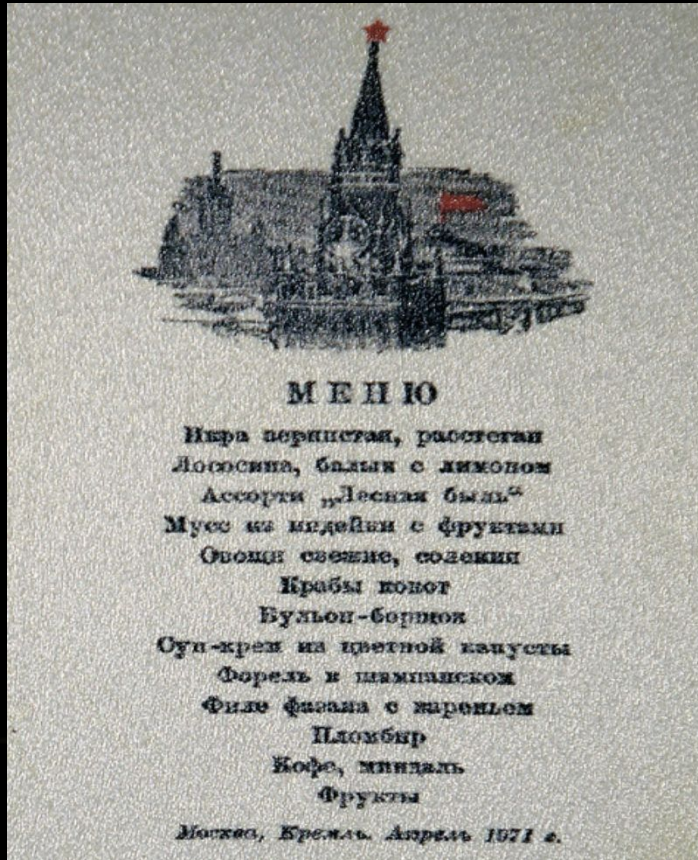 МЕНЮ
Икра зернистая, расстегаи
Лососина, балык с лимоном
Ассорти „Лесная быль“
Мусс из индейки с фруктами
Овощи свежие, соления
Крабы кокот
Бульон-борщок
Суп-крем из цветной капусты
Форель в шампанском
Филе фазана с вареньем
Пломбир
Кофе, миндаль
Фрукты
Москва, Кремль. Апрель 1971 г.